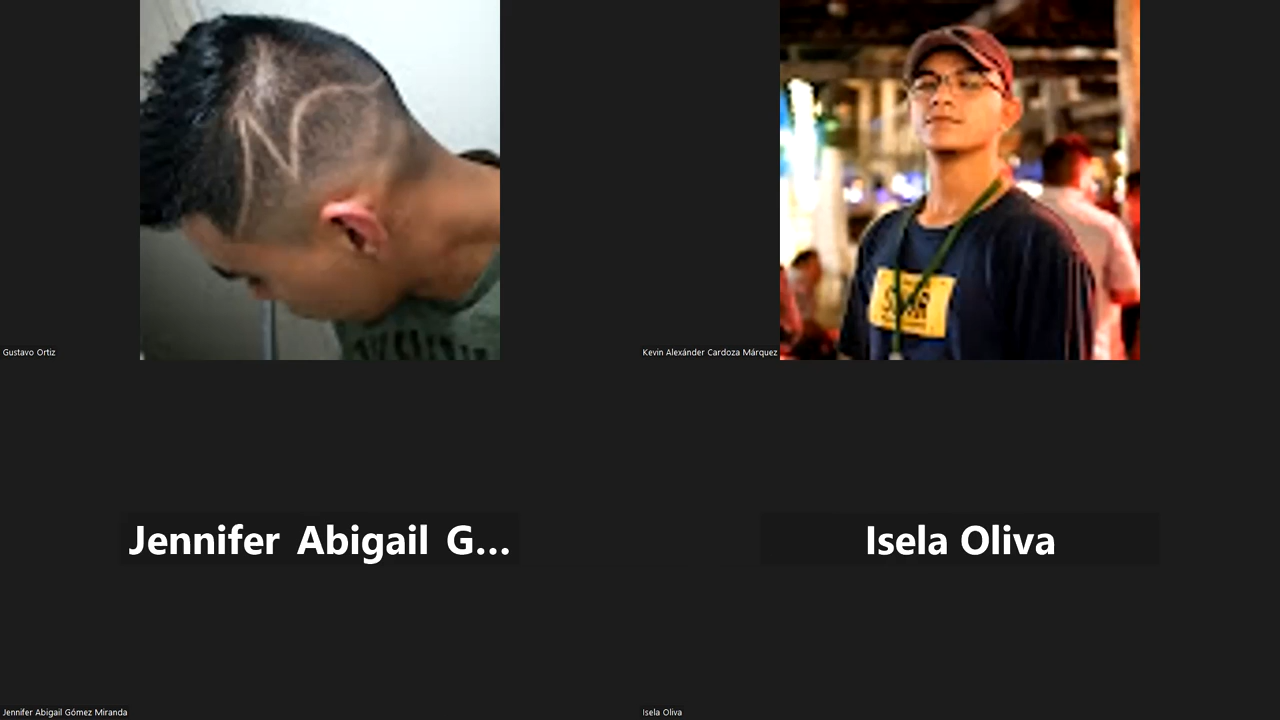 Gustavo Ortiz
Kevin Alexánder Cardoza Márquez
Jennifer Abigail G...
Isela Oliva
Jennifer Abigail Gómez Miranda
Isela Oliva